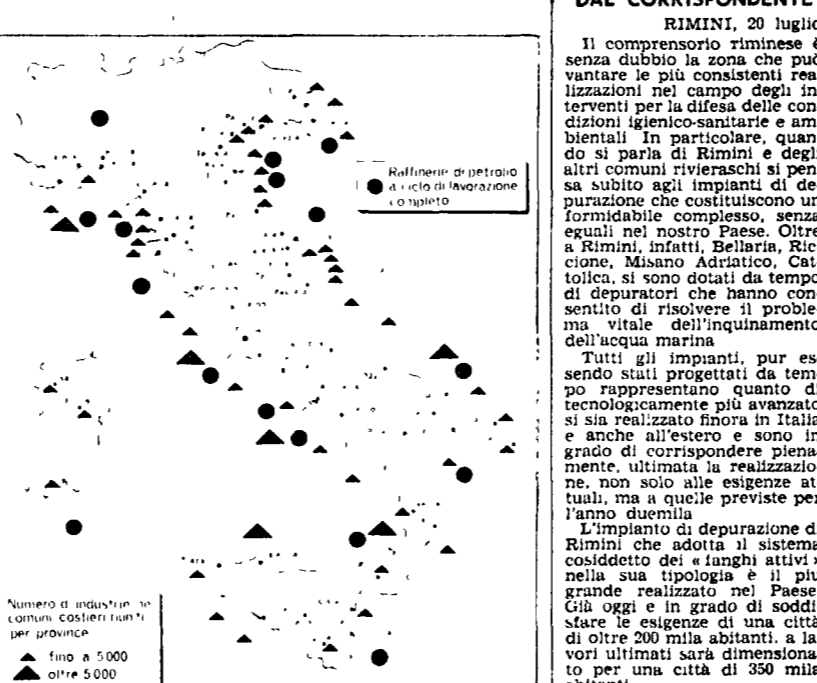 Raffinerie di petrolio
a ciclo di lavorazione
completo
Numero d industrie
comuni costieri riuniti
per province
fino a 5000
oltre 5000
DAL CORRISPONDENTE
RIMINI, 20 luglio
Il comprensorio riminese è
senza dubbio la zona che può
vantare le più consistenti rea
lizzazioni nel campo degli in
terventi per la difesa delle con
dizioni igienico-sanitarie e am
bientali In particolare, quan
do si parla di Rimini e degli
altri comuni rivieraschi si pen
sa subito agli impianti di de
purazione che costituiscono un
formidabile complesso, senza
eguali nel nostro Paese. Oltre
a Rimini, infatti, Bellaria, Ric
cione, Misano Adriatico, Cat
tolica, si sono dotati da tempo
di depuratori che hanno con
sentito di risolvere il proble
ma vitale dell'inquinamento
dell'acqua marina
Tutti gli impianti, pur es
sendo stati progettati da tem
po rappresentano quanto di
tecnologicamente più avanzato
si sia realizzato finora in Italia
e anche all'estero e sono in
grado di corrispondere piena
mente, ultimata la realizzazio
ne, non solo alle esigenze at
tuali, ma a quelle previste per
l'anno duemila
L'impianto di depurazione di
Rimini che adotta il sistema
cosiddetto dei « fanghi attivi »
nella sua tipologia è il più
grande realizzato nel Paese
Già oggi e in grado di soddi
sfare le esigenze di una città
di oltre 200 mila abitanti. a la
vori ultimati sarà dimensiona
to per una città di 350 mila
abitanti